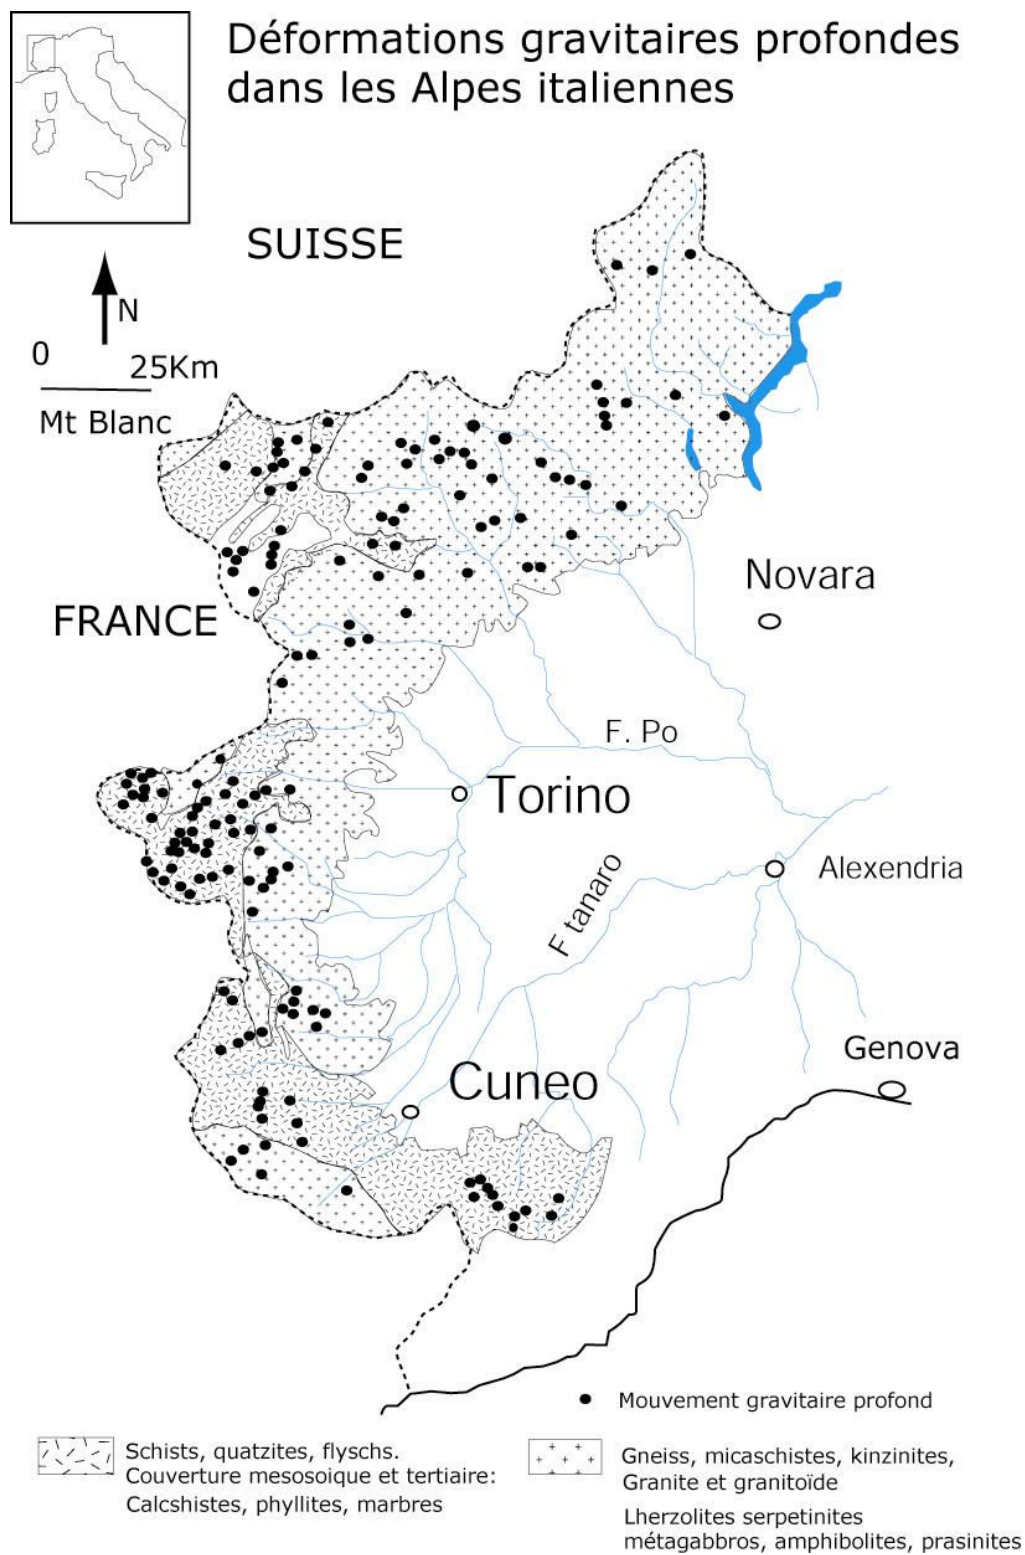 Déformations gravitaires profondes
dans les Alpes italiennes
SUISSE
N
0
25Km
Mt Blanc
FRANCE
Novara
F. Po
Torino
Alexendria
F tanaro
Genova
Cuneo
Mouvement gravitaire profond
Schists, quatzites, flyschs.
Couverture mesosoique et tertiaire:
Calcshistes, phyllites, marbres
Gneiss, micaschistes, kinzinites,
Granite et granitoïde
Lherzolites serpetinites
métagabbros, amphibolites, prasinites